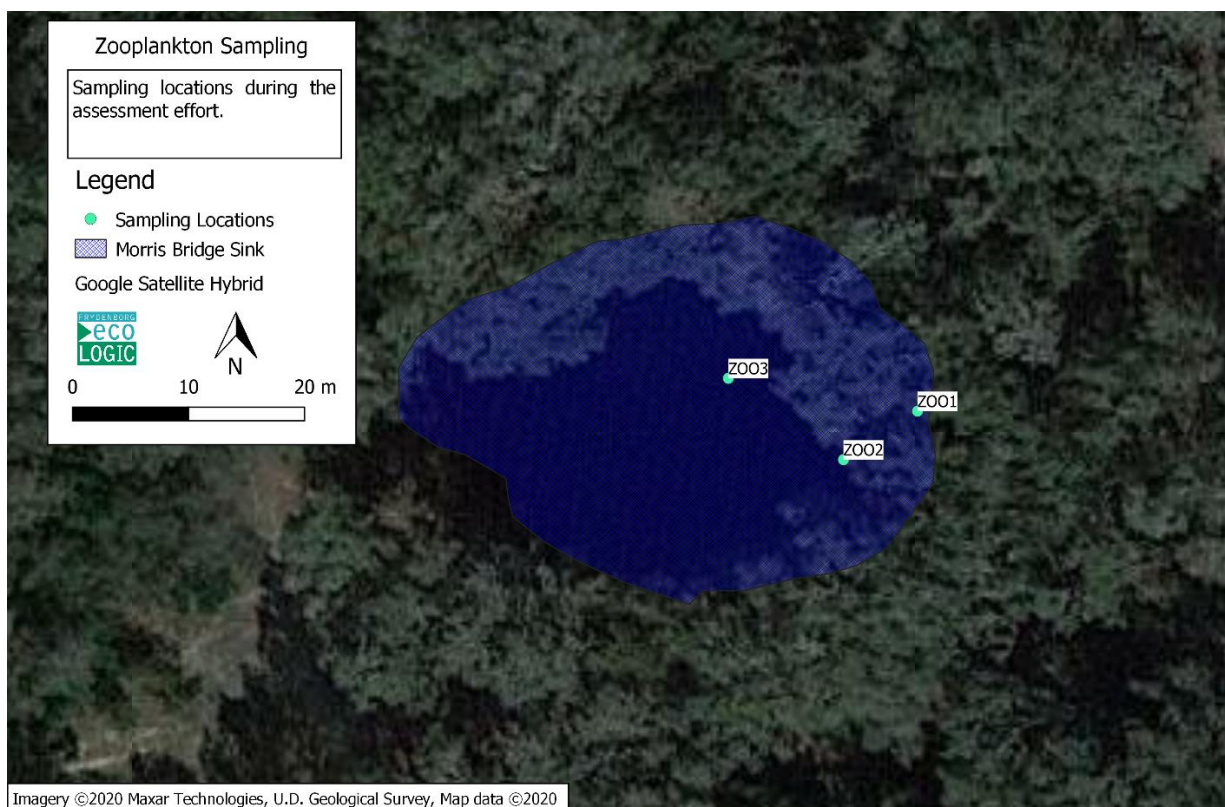 Zooplankton Sampling
Sampling locations during the
assessment effort.
Legend
Sampling Locations
Morris Bridge Sink
Google Satellite Hybrid
FRYDENBORG
eco
LOGIC
N
0 10 20 m
ZOO3
ZOO1
ZOO2
Imagery ©2020 Maxar Technologies, U.D. Geological Survey, Map data ©2020